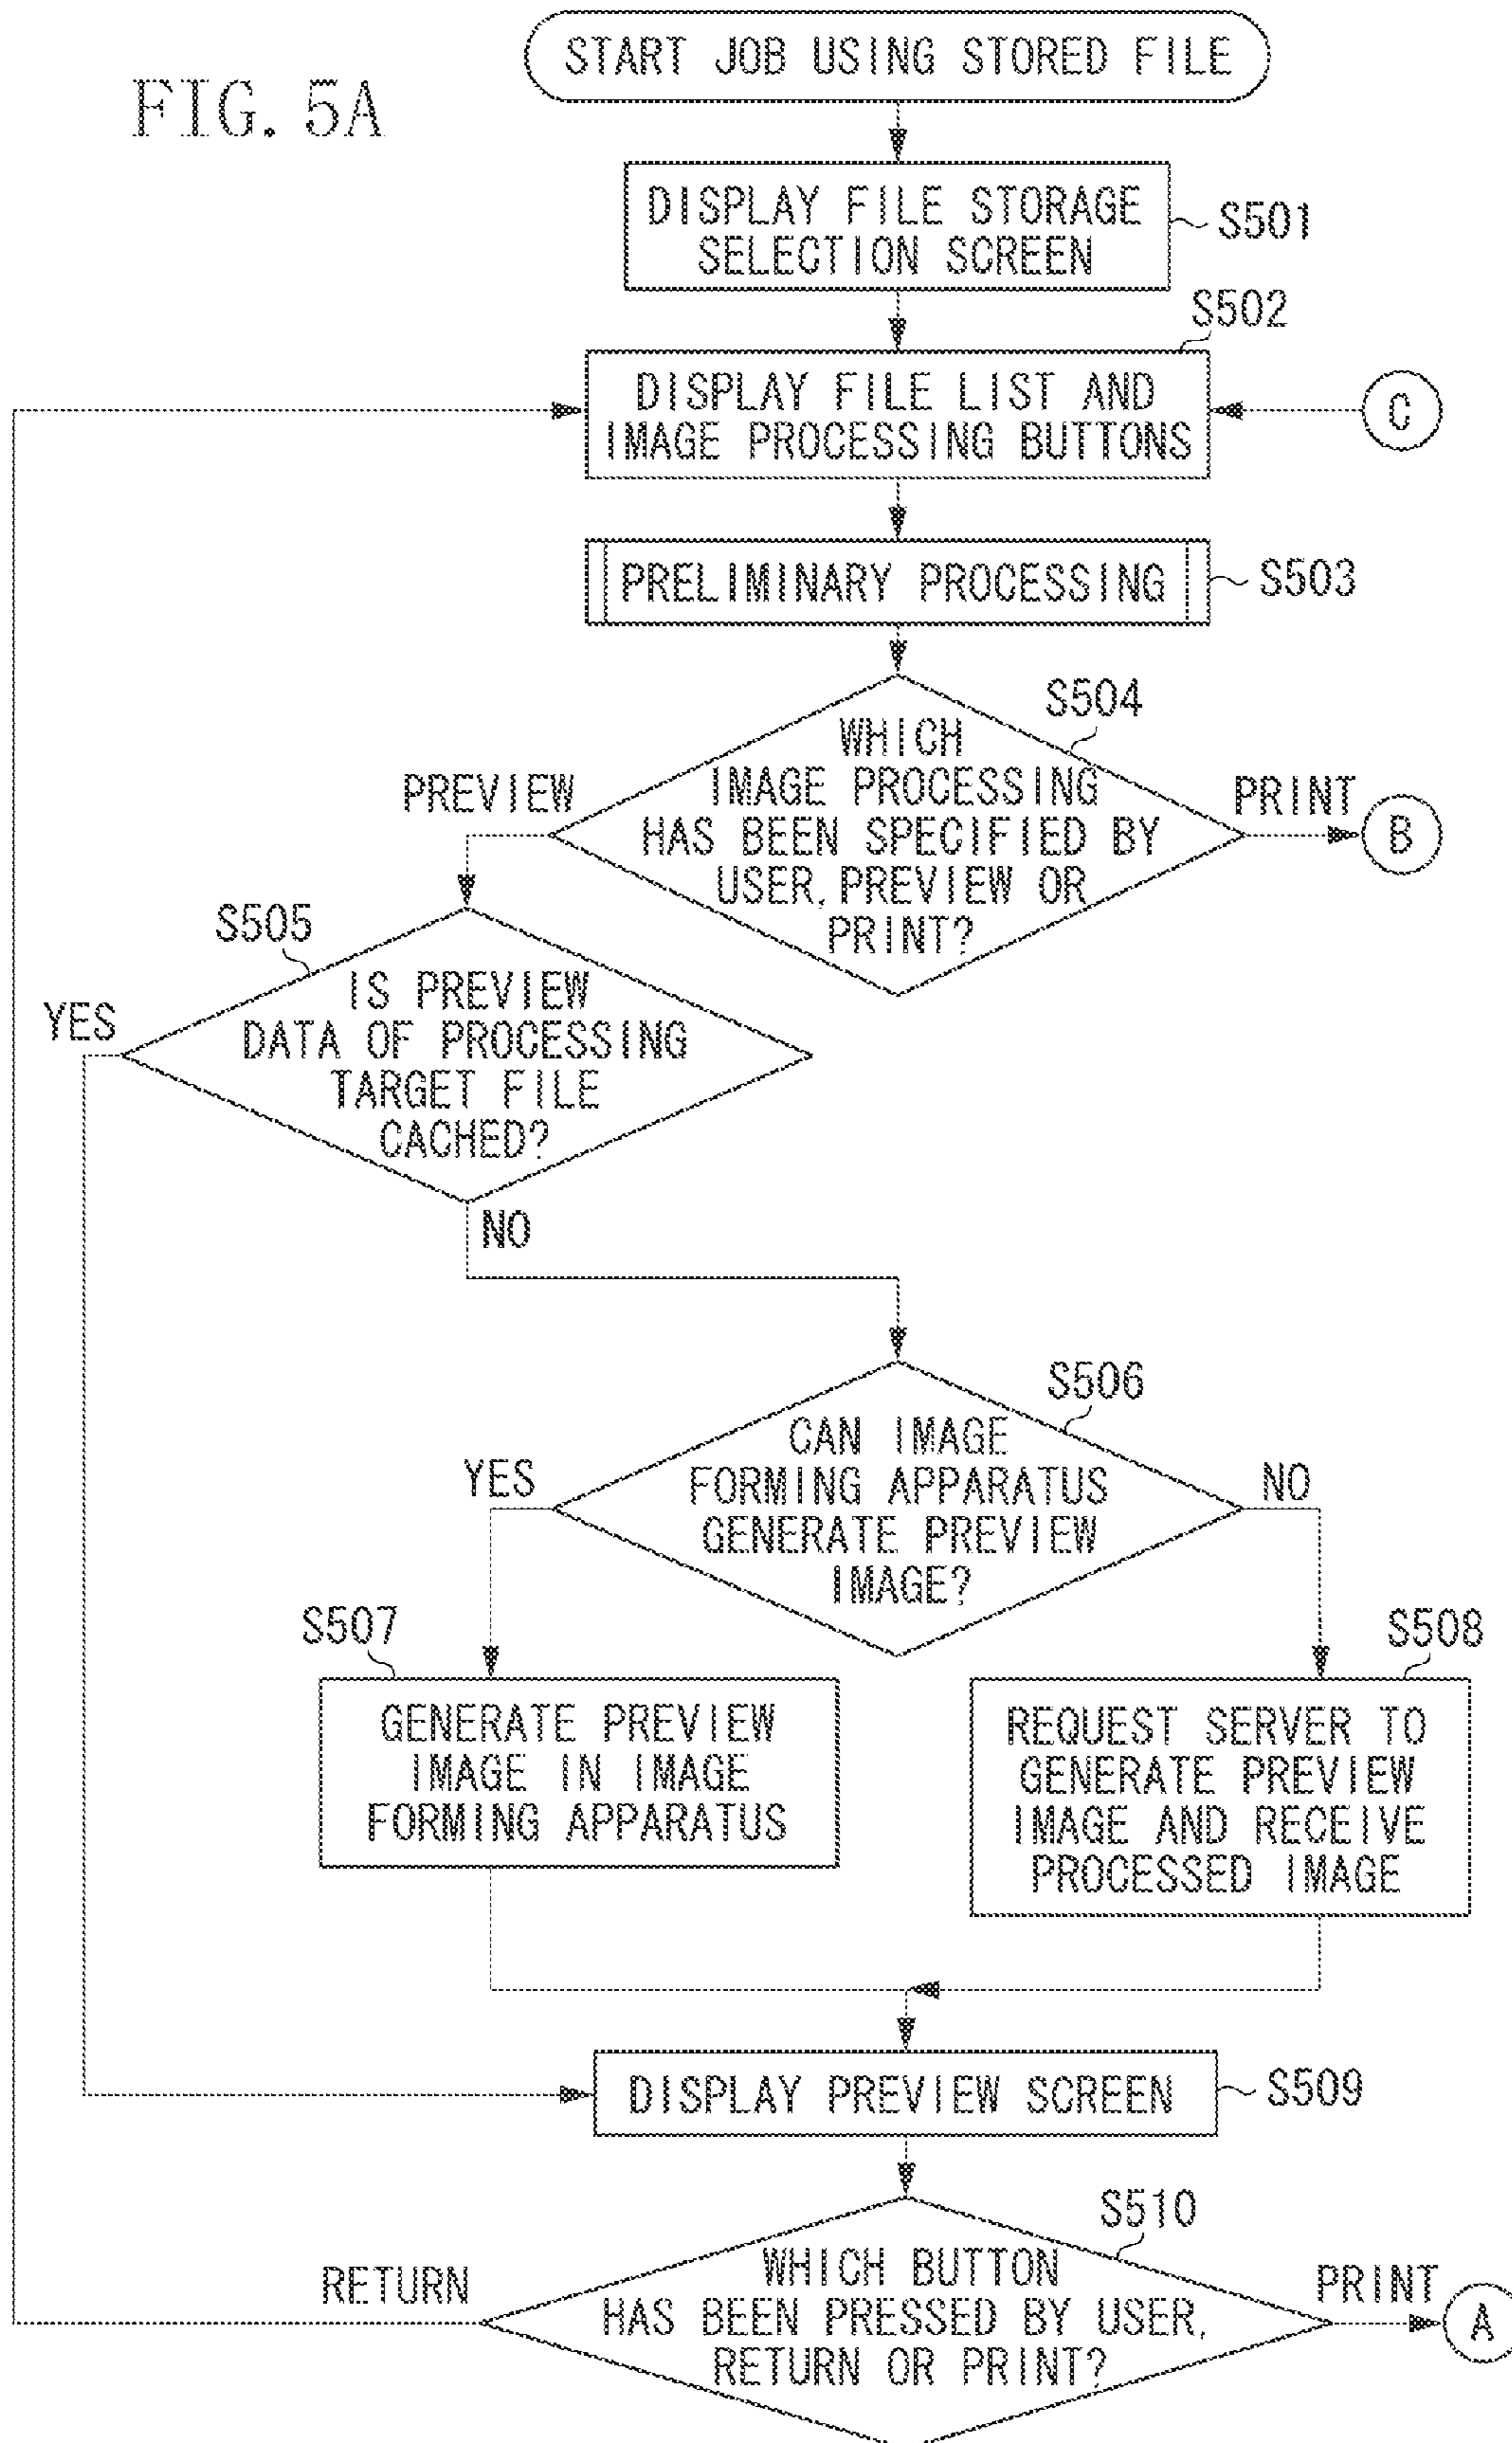 FIG. 5A
START JOB USING STORED FILE
DISPLAY FILE STORAGE
SELECTION SCREEN
S501
S502
DISPLAY FILE LIST AND
IMAGE PROCESSING BUTTONS
C
PRELIMINARY PROCESSING
S503
S504
WHICH
IMAGE PROCESSING
HAS BEEN SPECIFIED BY
USER, PREVIEW OR
PRINT?
PREVIEW
PRINT
B
S505
IS PREVIEW
DATA OF PROCESSING
TARGET FILE
CACHED?
YES
NO
S506
CAN IMAGE
FORMING APPARATUS
GENERATE PREVIEW
IMAGE?
YES
NO
S507
GENERATE PREVIEW
IMAGE IN IMAGE
FORMING APPARATUS
S508
REQUEST SERVER TO
GENERATE PREVIEW
IMAGE AND RECEIVE
PROCESSED IMAGE
DISPLAY PREVIEW SCREEN
S509
S510
WHICH BUTTON
HAS BEEN PRESSED BY USER,
RETURN OR PRINT?
RETURN
PRINT
A